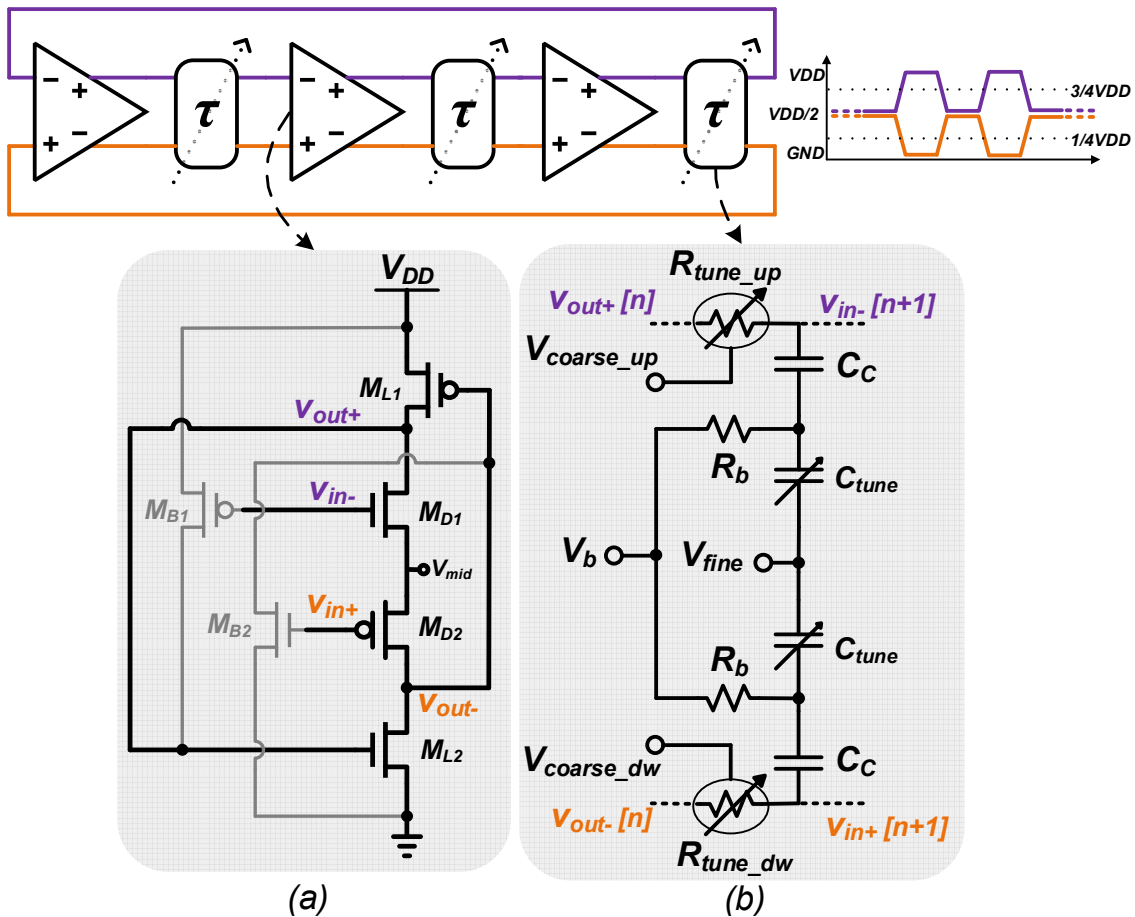 − + + − τ − + + − τ − + + − τ
VDD
3/4VDD
VDD/2
1/4VDD
GND
VDD
ML1
vout+
MB1
vin-
MD1
Vmid
MB2
vin+
MD2
vout-
ML2
(a)
Rtune_up
vout+ [n]
vin- [n+1]
Vcoarse_up
CC
Rb
Ctune
Vb
Vfine
Rb
Ctune
Vcoarse_dw
CC
vout- [n]
vin+ [n+1]
Rtune_dw
(b)